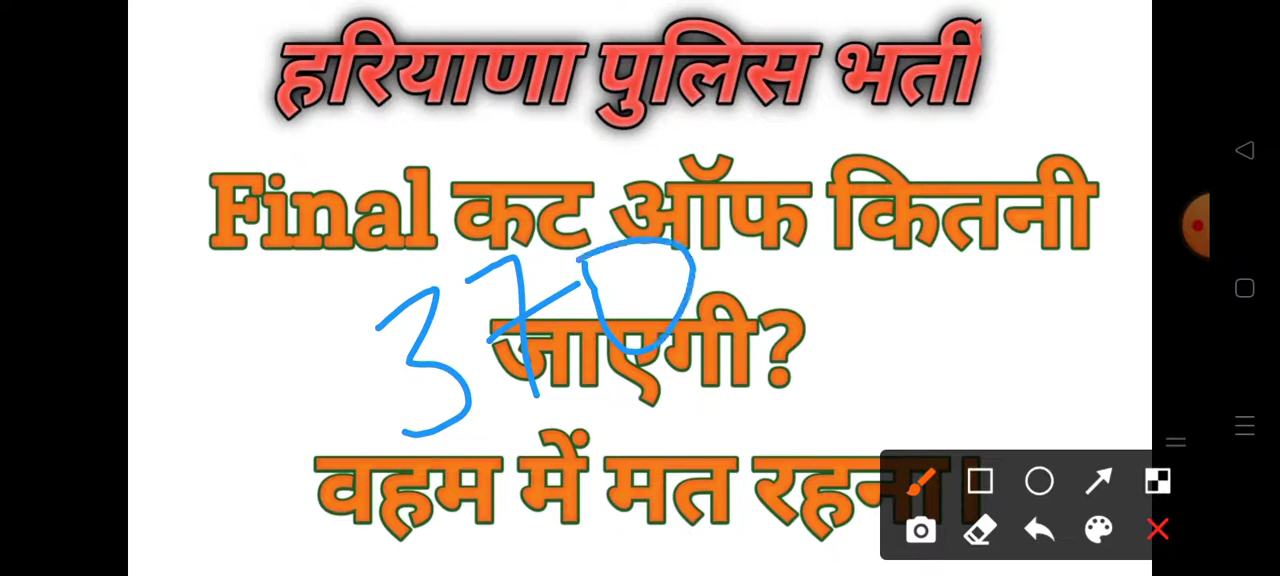 हरियाणा पुलिस भर्ती
Final कट ऑफ कितनी
370
जाएगी?
वहम में मत रहना।